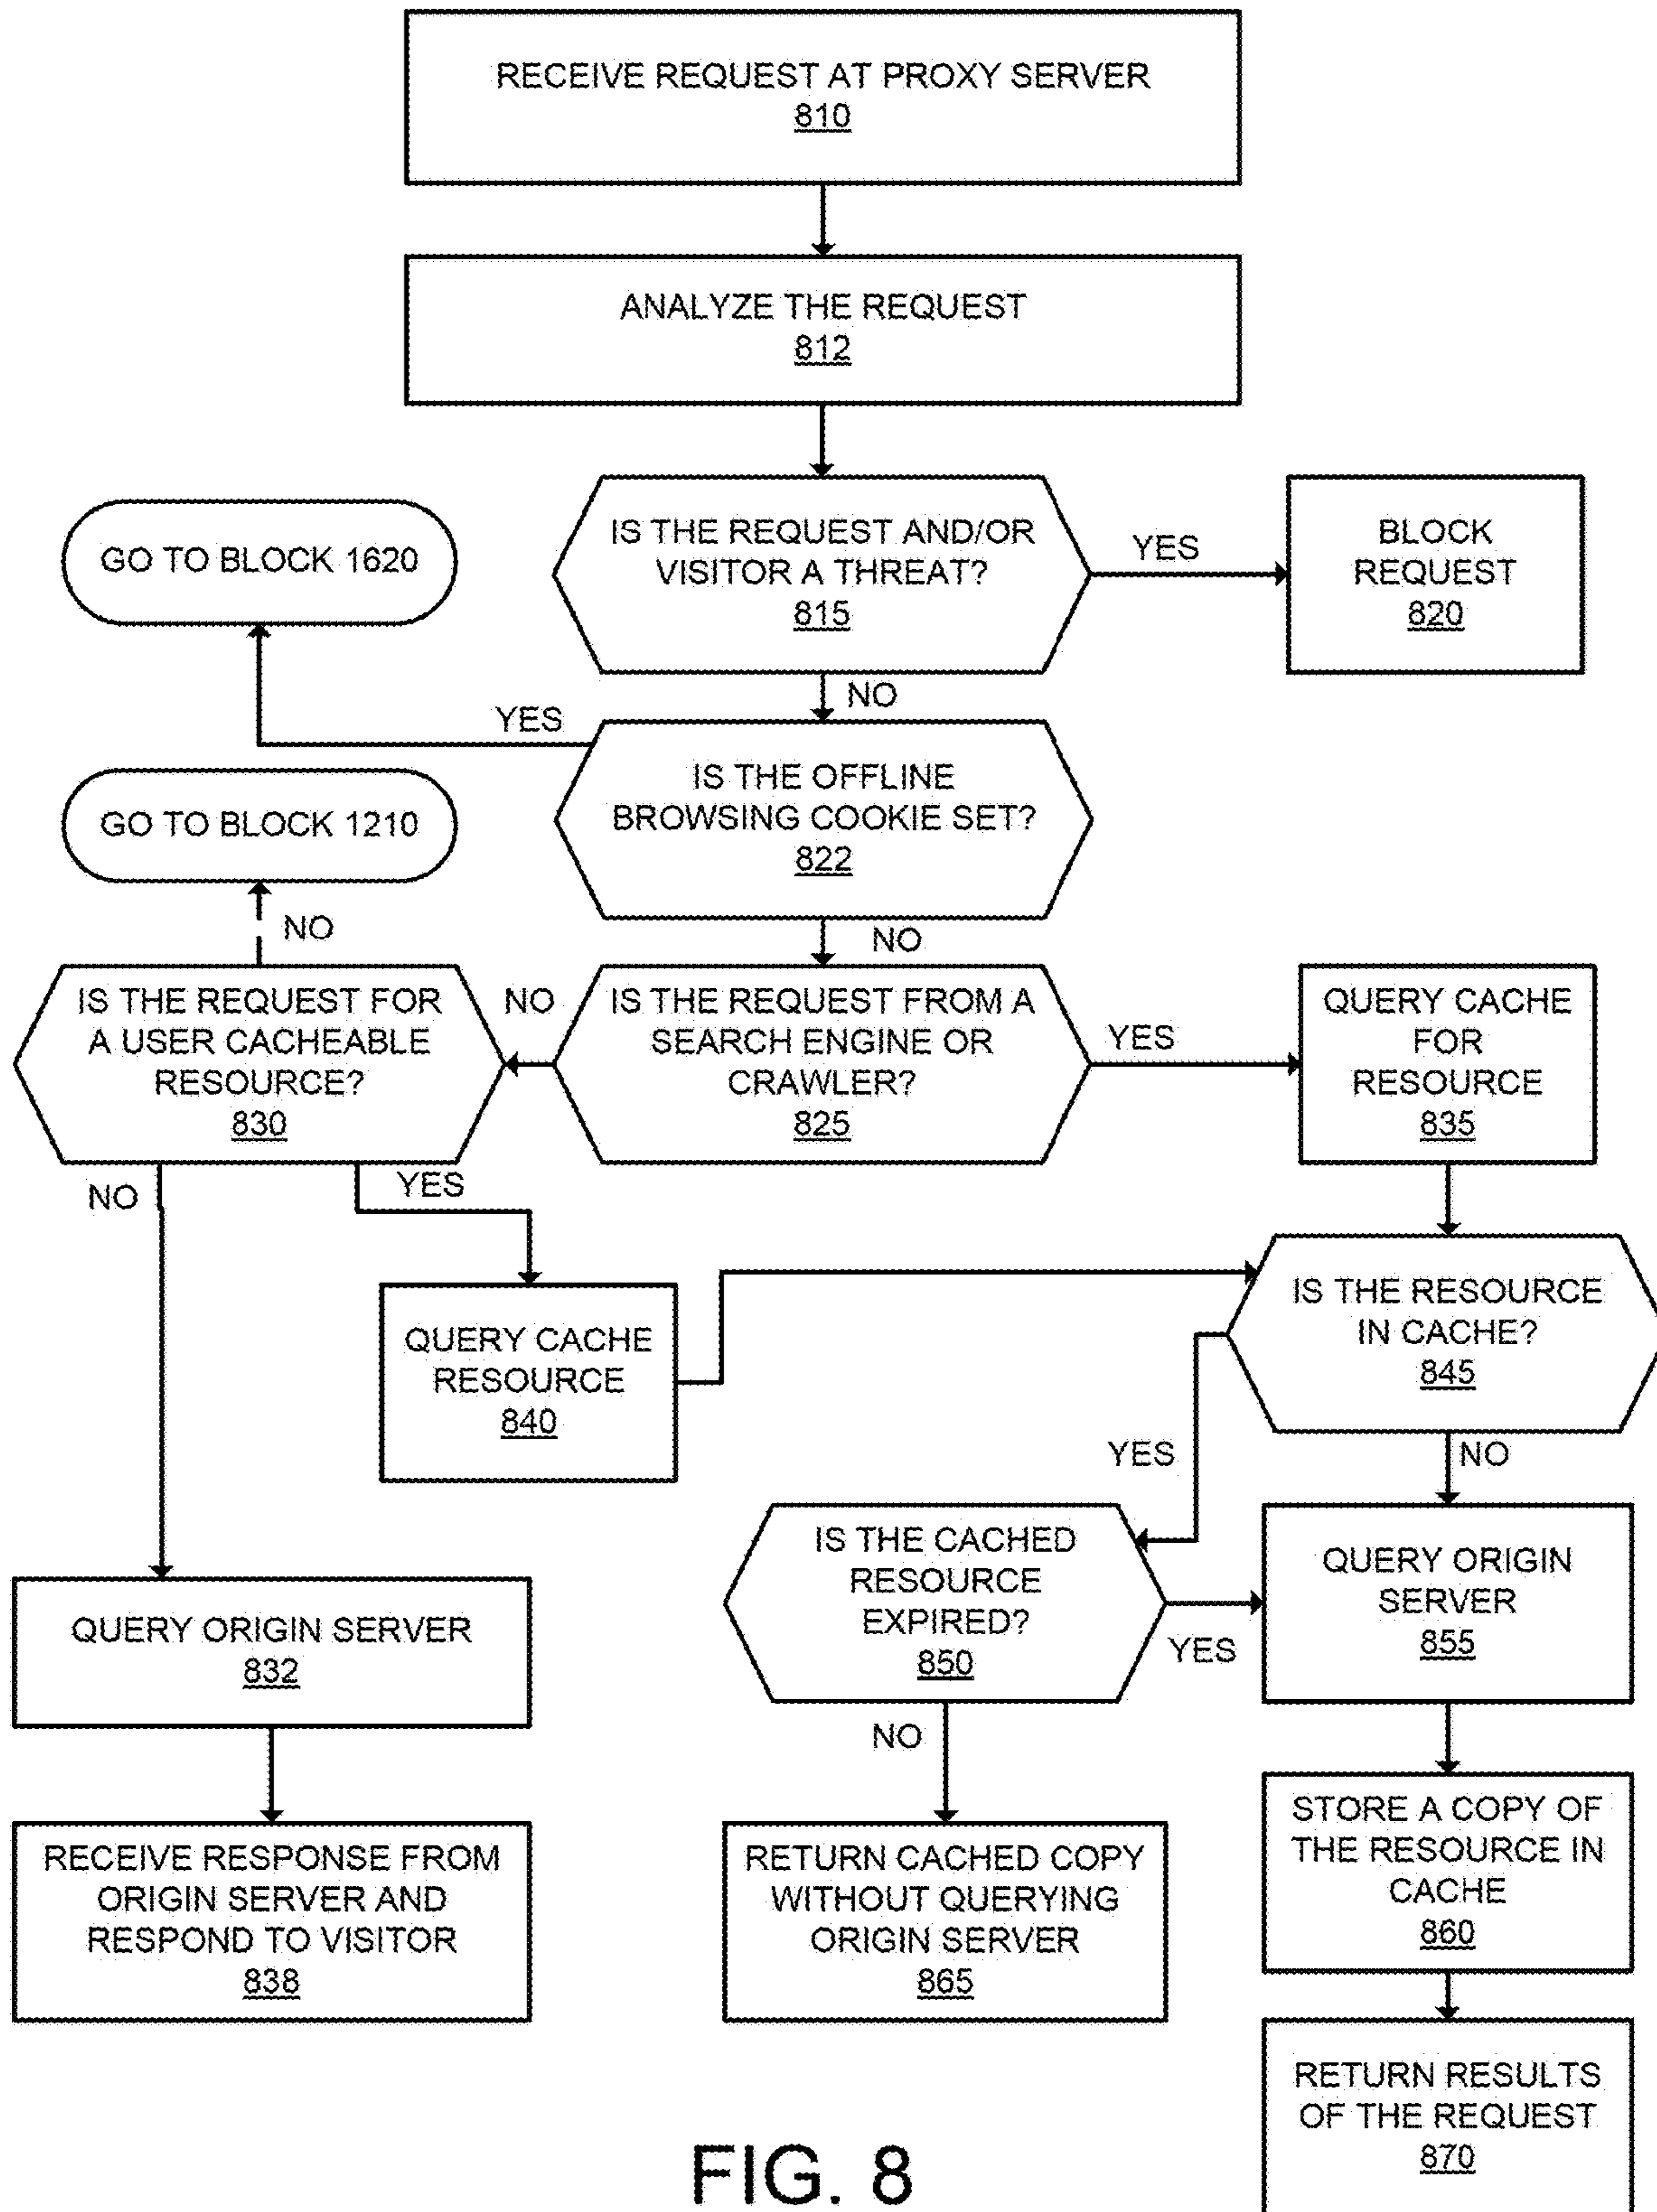 RECEIVE REQUEST AT PROXY SERVER
810
ANALYZE THE REQUEST
812
IS THE REQUEST AND/OR
VISITOR A THREAT?
815
YES
BLOCK
REQUEST
820
GO TO BLOCK 1620
NO
YES
IS THE OFFLINE
BROWSING COOKIE SET?
822
GO TO BLOCK 1210
NO
NO
IS THE REQUEST FOR
A USER CACHEABLE
RESOURCE?
830
NO
IS THE REQUEST FROM A
SEARCH ENGINE OR
CRAWLER?
825
YES
QUERY CACHE
FOR
RESOURCE
835
NO
YES
QUERY CACHE
RESOURCE
840
IS THE RESOURCE
IN CACHE?
845
YES
NO
IS THE CACHED
RESOURCE
EXPIRED?
850
YES
QUERY ORIGIN
SERVER
855
QUERY ORIGIN SERVER
832
NO
RECEIVE RESPONSE FROM
ORIGIN SERVER AND
RESPOND TO VISITOR
838
RETURN CACHED COPY
WITHOUT QUERYING
ORIGIN SERVER
865
STORE A COPY OF
THE RESOURCE IN
CACHE
860
RETURN RESULTS
OF THE REQUEST
870
FIG. 8